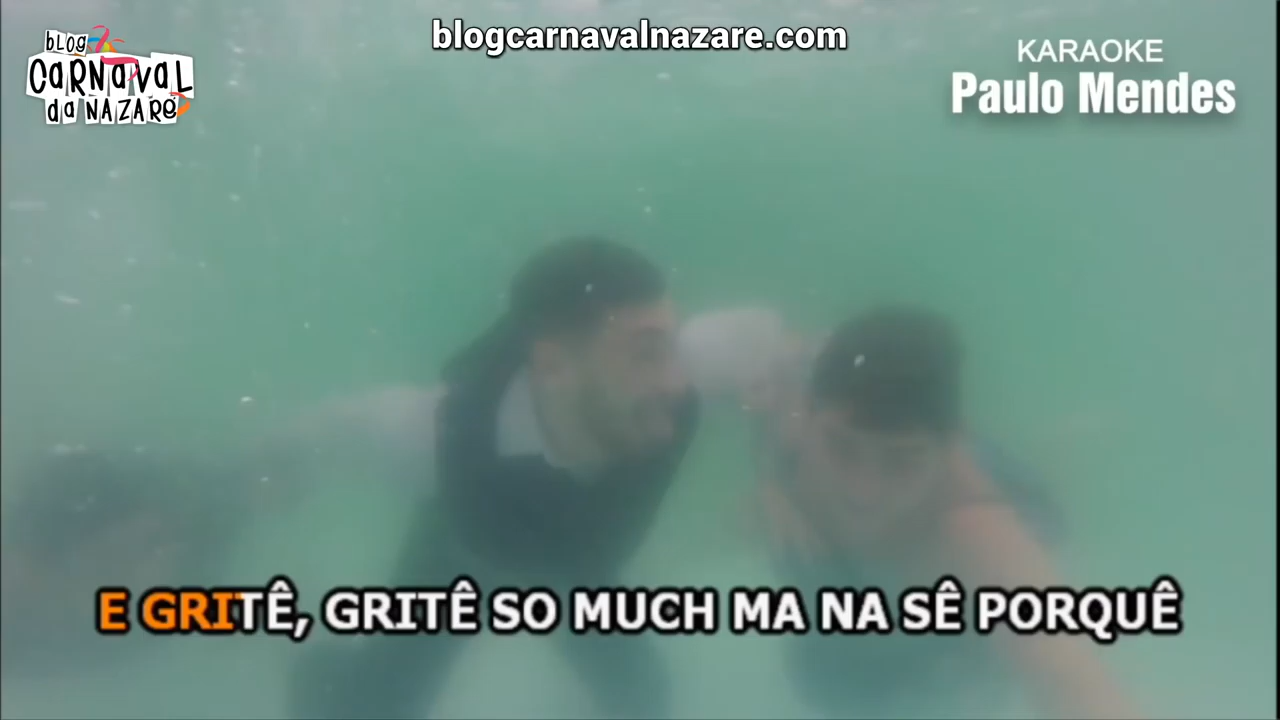 blogcarnavalnazare.com
BLOG
CARNAVAL
da NAZARÉ
KARAOKE
Paulo Mendes
E GRITÊ, GRITÊ SO MUCH MA NA SÊ PORQUÊ